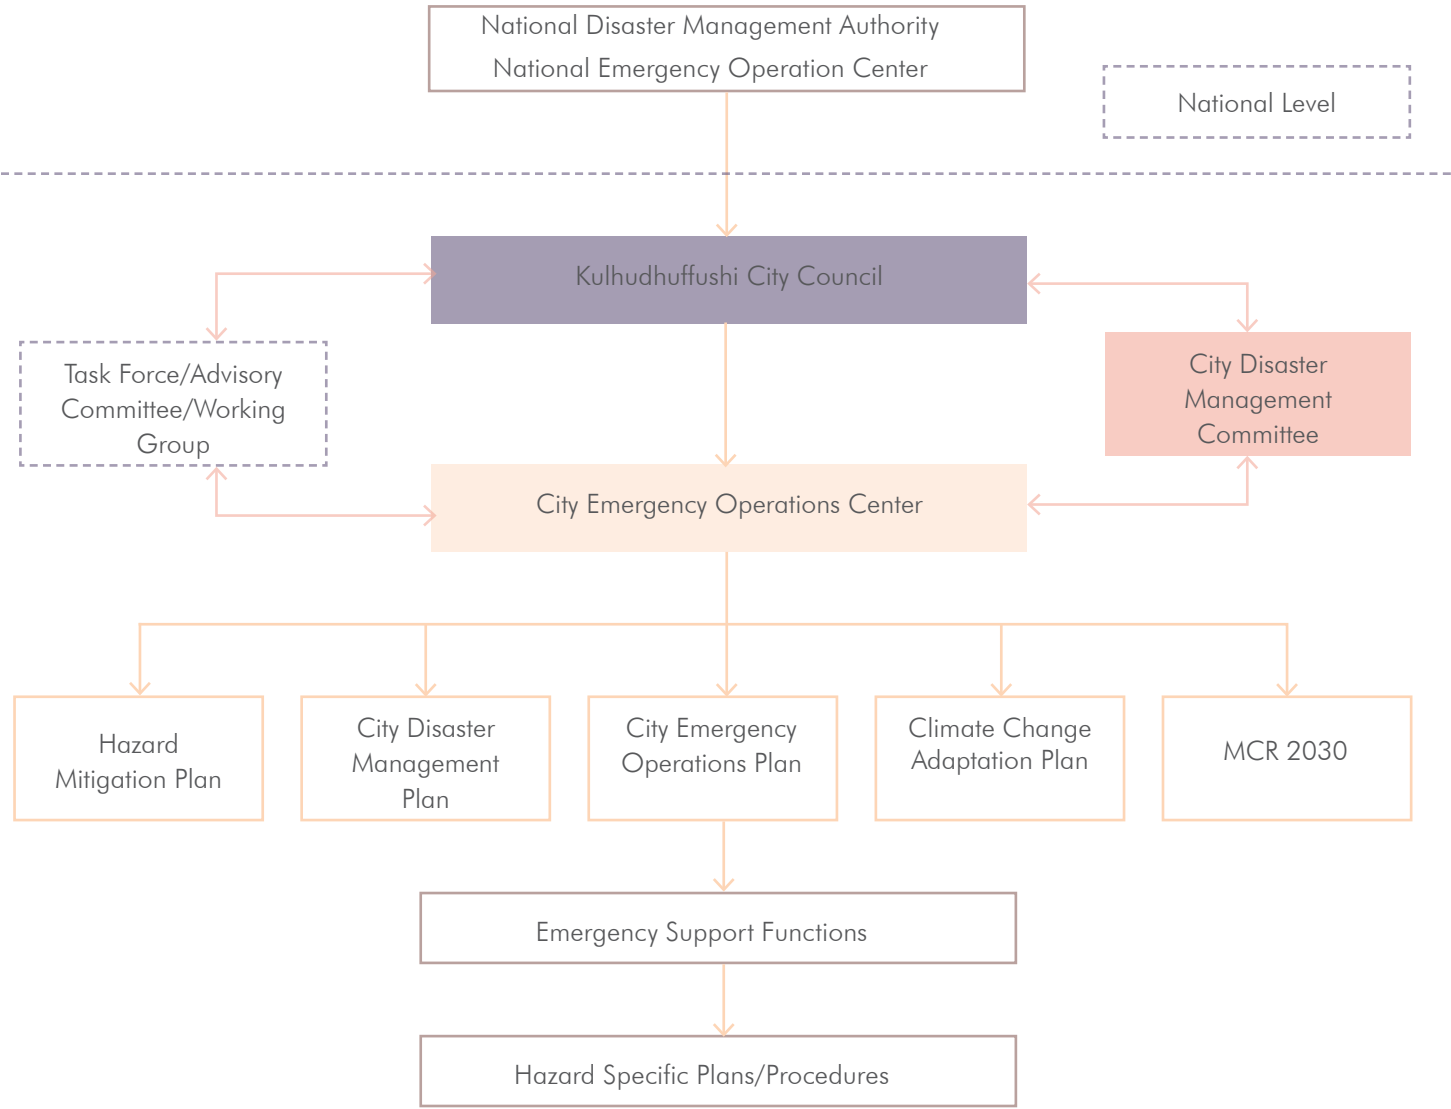 National Disaster Management Authority
National Emergency Operation Center
National Level
Kulhudhuffushi City Council
Task Force/Advisory
Committee/Working
Group
City Disaster
Management
Committee
City Emergency Operations Center
Hazard
Mitigation Plan
City Disaster
Management
Plan
City Emergency
Operations Plan
Climate Change
Adaptation Plan
MCR 2030
Emergency Support Functions
Hazard Specific Plans/Procedures